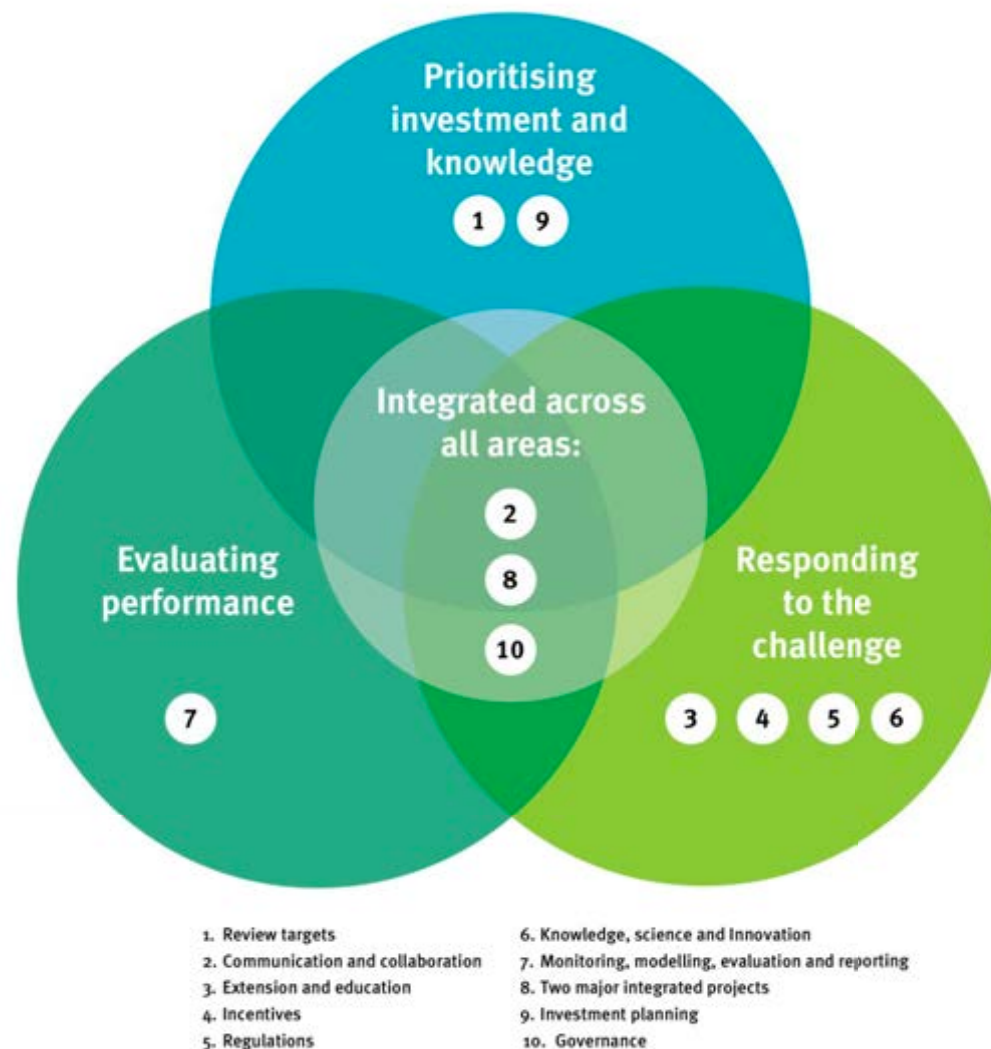 Prioritising
investment and
knowledge
1 9
Integrated across
all areas:
2
8
10
Evaluating
performance
7
Responding
to the
challenge
3 4 5 6
1. Review targets
2. Communication and collaboration
3. Extension and education
4. Incentives
5. Regulations
6. Knowledge, science and Innovation
7. Monitoring, modelling, evaluation and reporting
8. Two major integrated projects
9. Investment planning
10. Governance